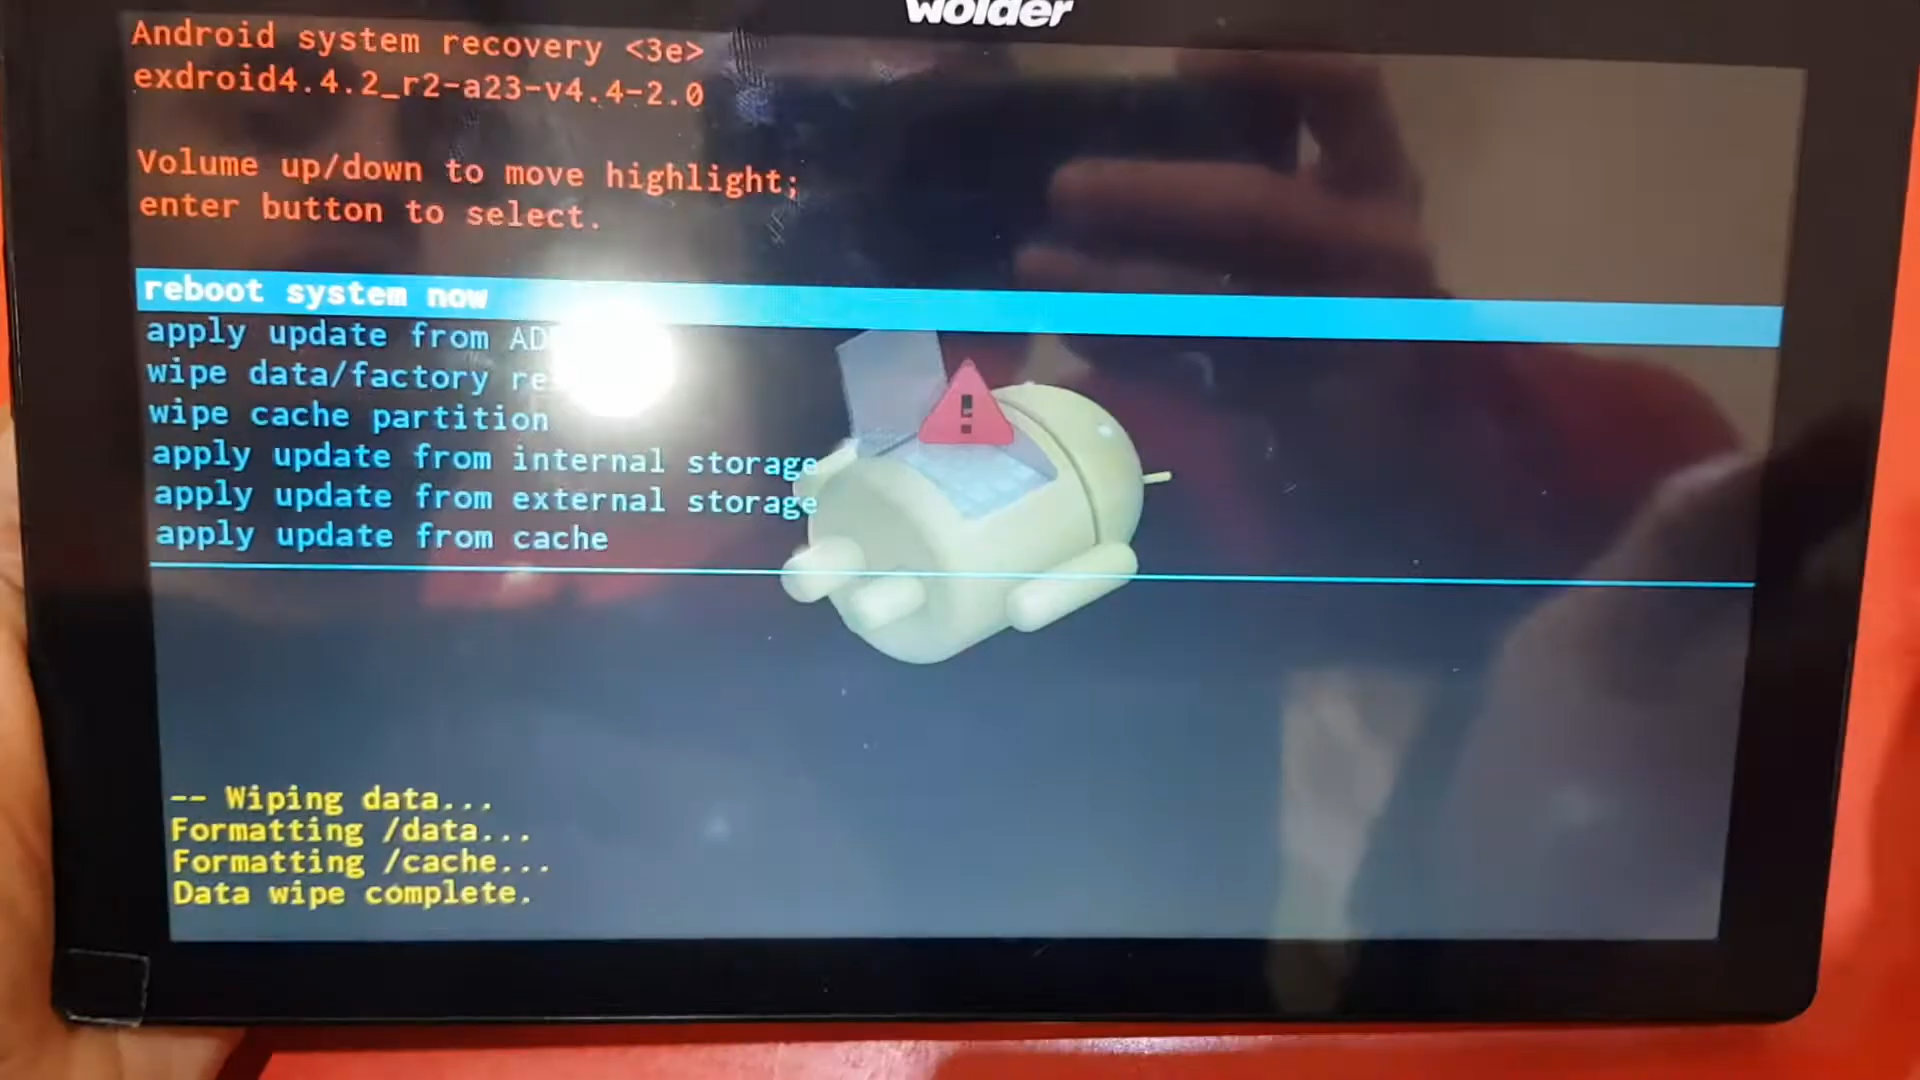 wolder
Android system recovery <3e>
exdroid4.4.2_r2-a23-v4.4-2.0
Volume up/down to move highlight;
enter button to select.
reboot system now
apply update from
wipe data/factory
wipe cache partition
apply update from internal storage
apply update from external storage
apply update from cache
-- Wiping data...
Formatting /data...
Formatting /cache...
Data wipe complete.